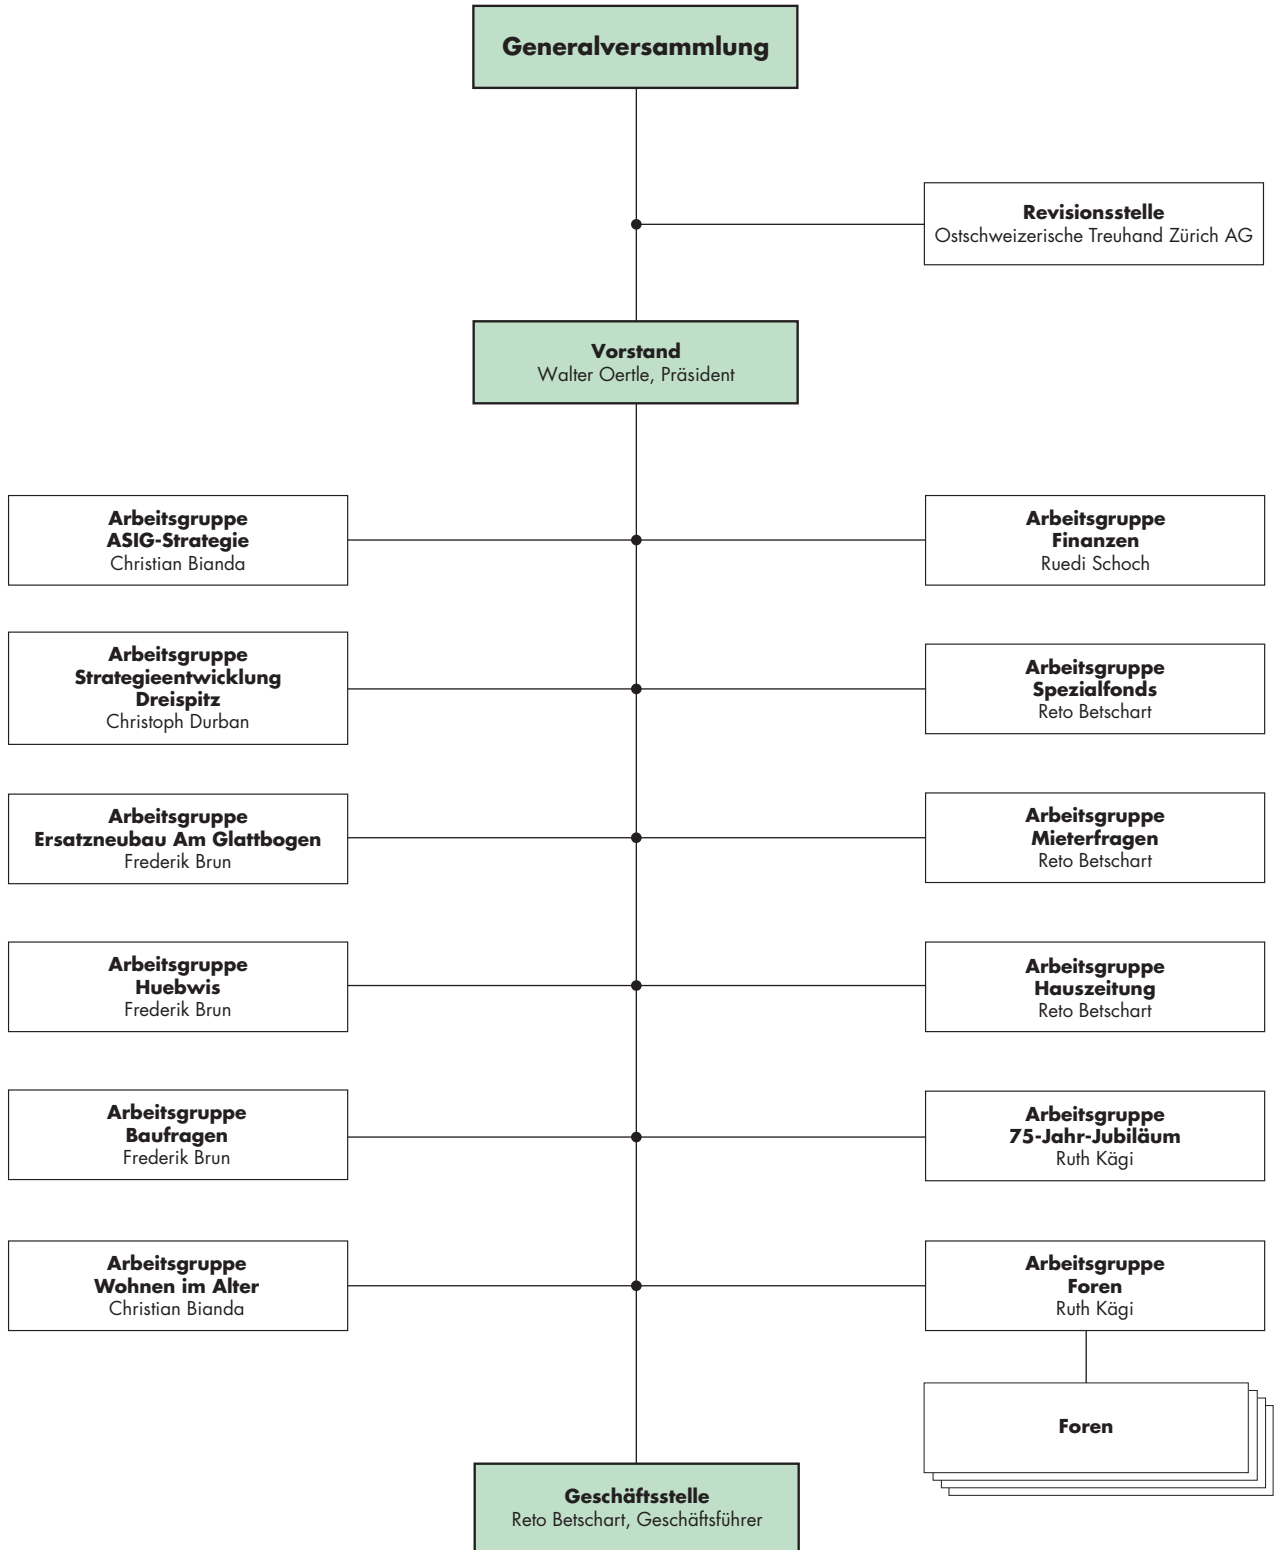 Generalversammlung
Revisionsstelle
Ostschweizerische Treuhand Zürich AG
Vorstand
Walter Oertle, Präsident
Arbeitsgruppe
ASIG-Strategie
Christian Bianda
Arbeitsgruppe
Finanzen
Ruedi Schoch
Arbeitsgruppe
Strategieentwicklung
Dreispitz
Christoph Durban
Arbeitsgruppe
Spezialfonds
Reto Betschart
Arbeitsgruppe
Ersatzneubau Am Glattbogen
Frederik Brun
Arbeitsgruppe
Mieterfragen
Reto Betschart
Arbeitsgruppe
Huebwis
Frederik Brun
Arbeitsgruppe
Hauszeitung
Reto Betschart
Arbeitsgruppe
Baufragen
Frederik Brun
Arbeitsgruppe
75-Jahr-Jubiläum
Ruth Kägi
Arbeitsgruppe
Wohnen im Alter
Christian Bianda
Arbeitsgruppe
Foren
Ruth Kägi
Foren
Geschäftsstelle
Reto Betschart, Geschäftsführer